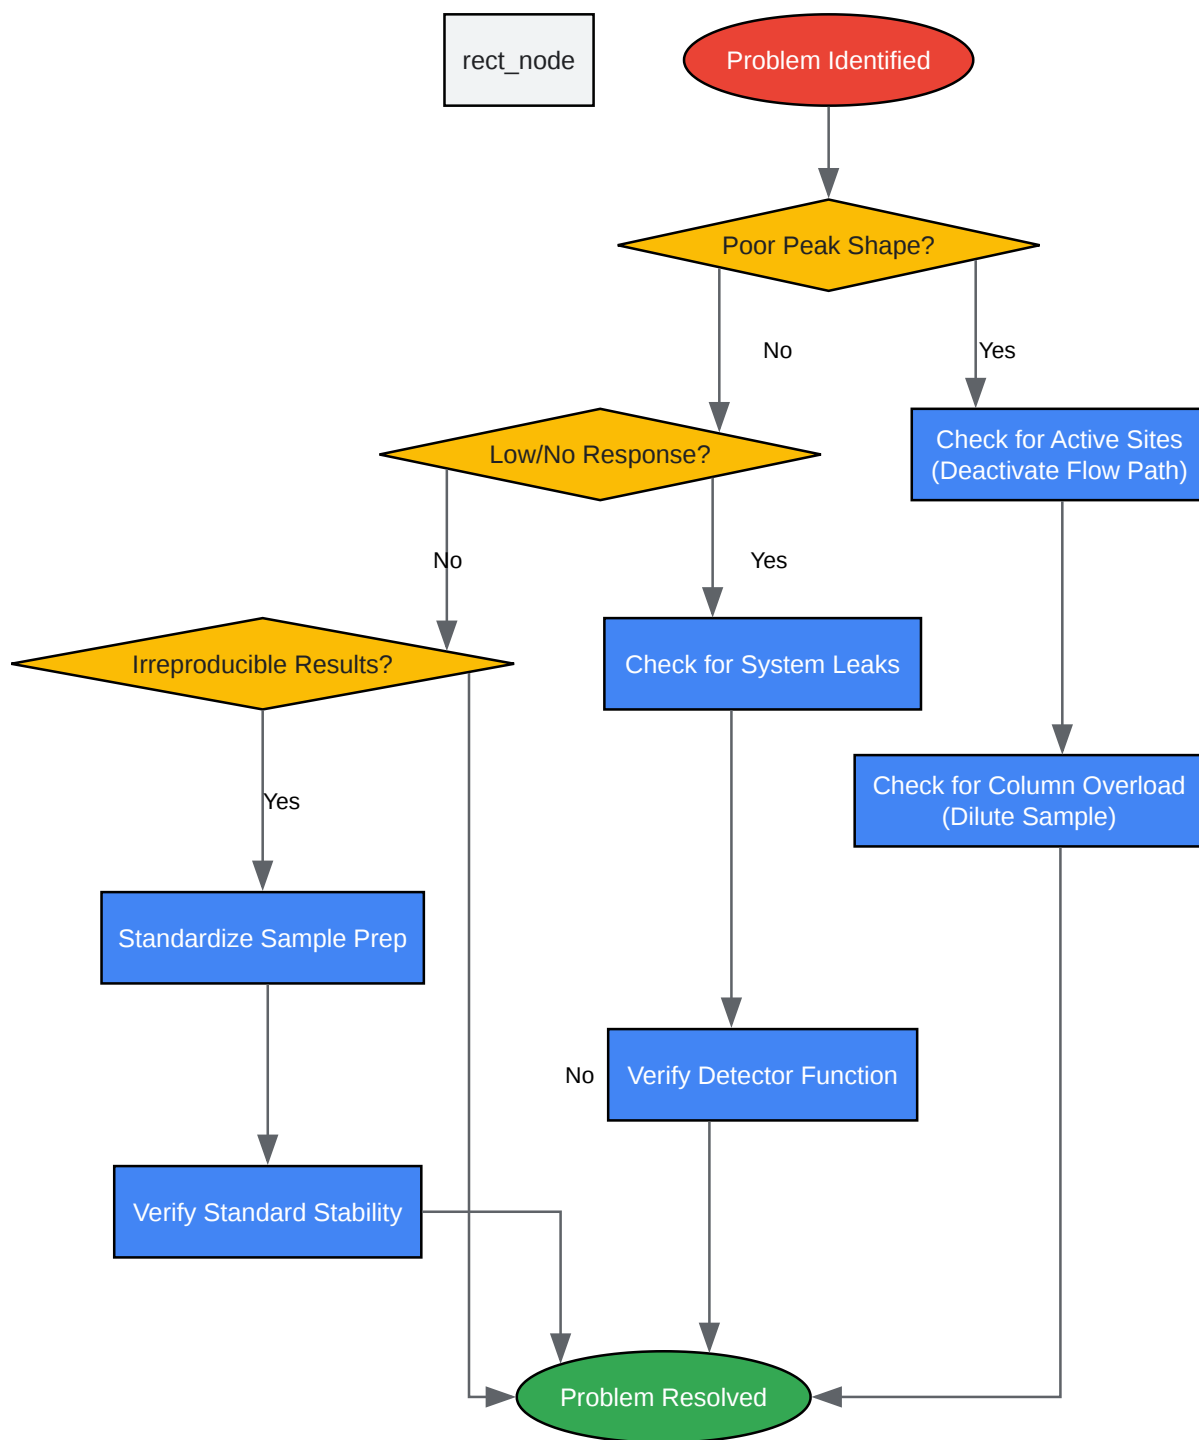 rect_node
Problem Identified
Poor Peak Shape?
No
Yes
Low/No Response?
Check for Active Sites
(Deactivate Flow Path)
No
Yes
Irreproducible Results?
Check for System Leaks
Yes
Check for Column Overload
(Dilute Sample)
Standardize Sample Prep
No
Verify Detector Function
Verify Standard Stability
Problem Resolved